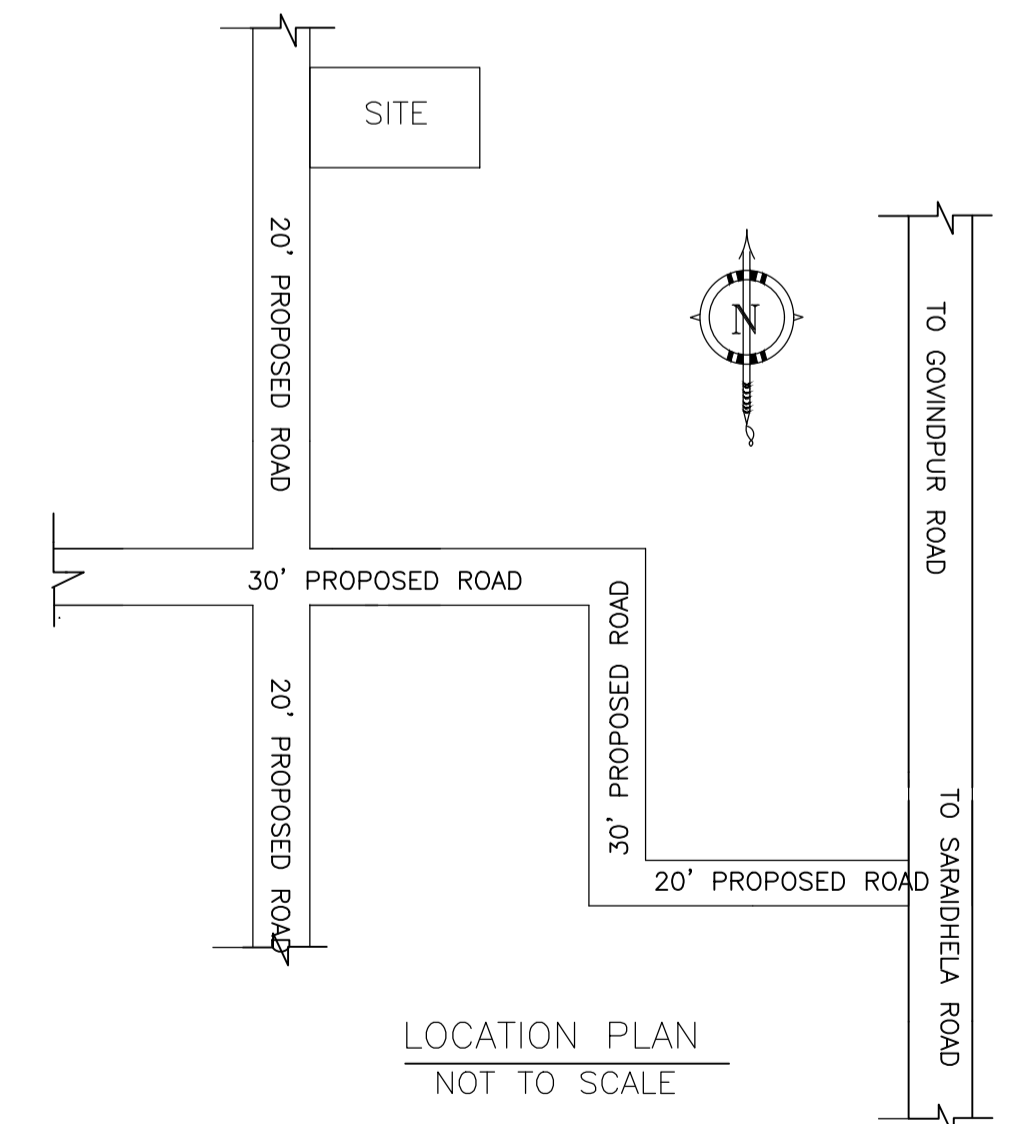 SITE
20' PROPOSED ROAD
N
TO GOVINDPUR ROAD
30' PROPOSED ROAD
30' PROPOSED ROAD
20' PROPOSED ROAD
TO SARAIDHELA ROAD
20' PROPOSED ROAD
LOCATION PLAN
NOT TO SCALE